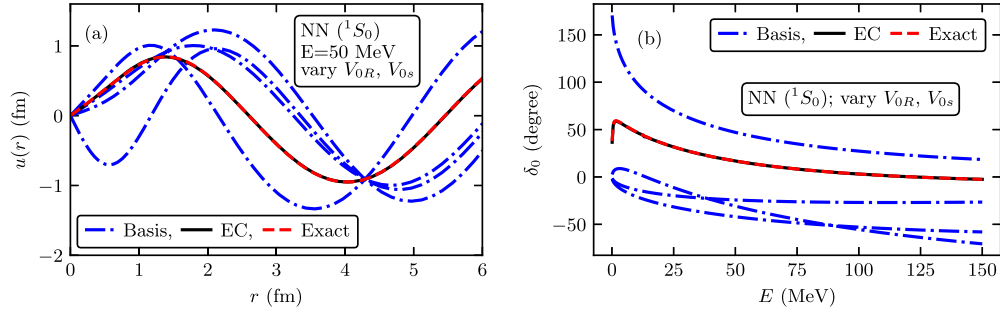 (a)
NN (¹S₀)
E=50 MeV
vary V₀R, V₀s
1
0
−1
−2
u(r) (fm)
Basis, EC, Exact
0 1 2 3 4 5 6
r (fm)
(b)
Basis, EC Exact
NN (¹S₀); vary V₀R, V₀s
150
100
50
0
−50
δ₀ (degree)
0 25 50 75 100 125 150
E (MeV)